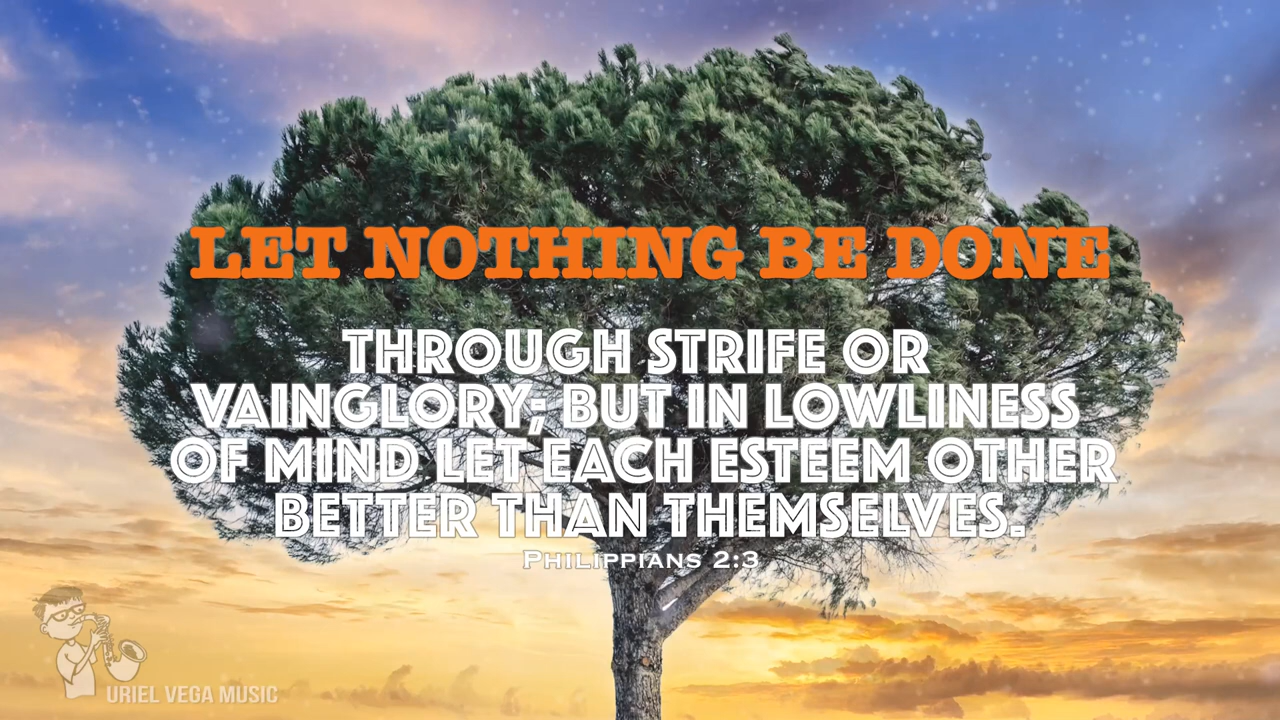 LET NOTHING BE DONE
THROUGH STRIFE OR
VAINGLORY; BUT IN LOWLINESS
OF MIND LET EACH ESTEEM OTHER
BETTER THAN THEMSELVES.
PHILIPPIANS 2:3
URIEL VEGA MUSIC